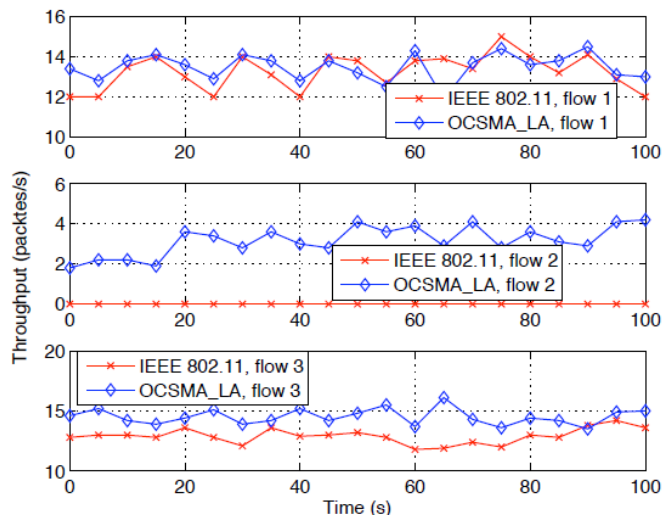 16
14
12
10
0 20 40 60 80 100
IEEE 802.11, flow 1
OCSMA_LA, flow 1
Throughput (packtes/s)
6
4
2
0
0 20 40 60 80 100
IEEE 802.11, flow 2
OCSMA_LA, flow 2
20
15
10
0 20 40 60 80 100
IEEE 802.11, flow 3
OCSMA_LA, flow 3
Time (s)